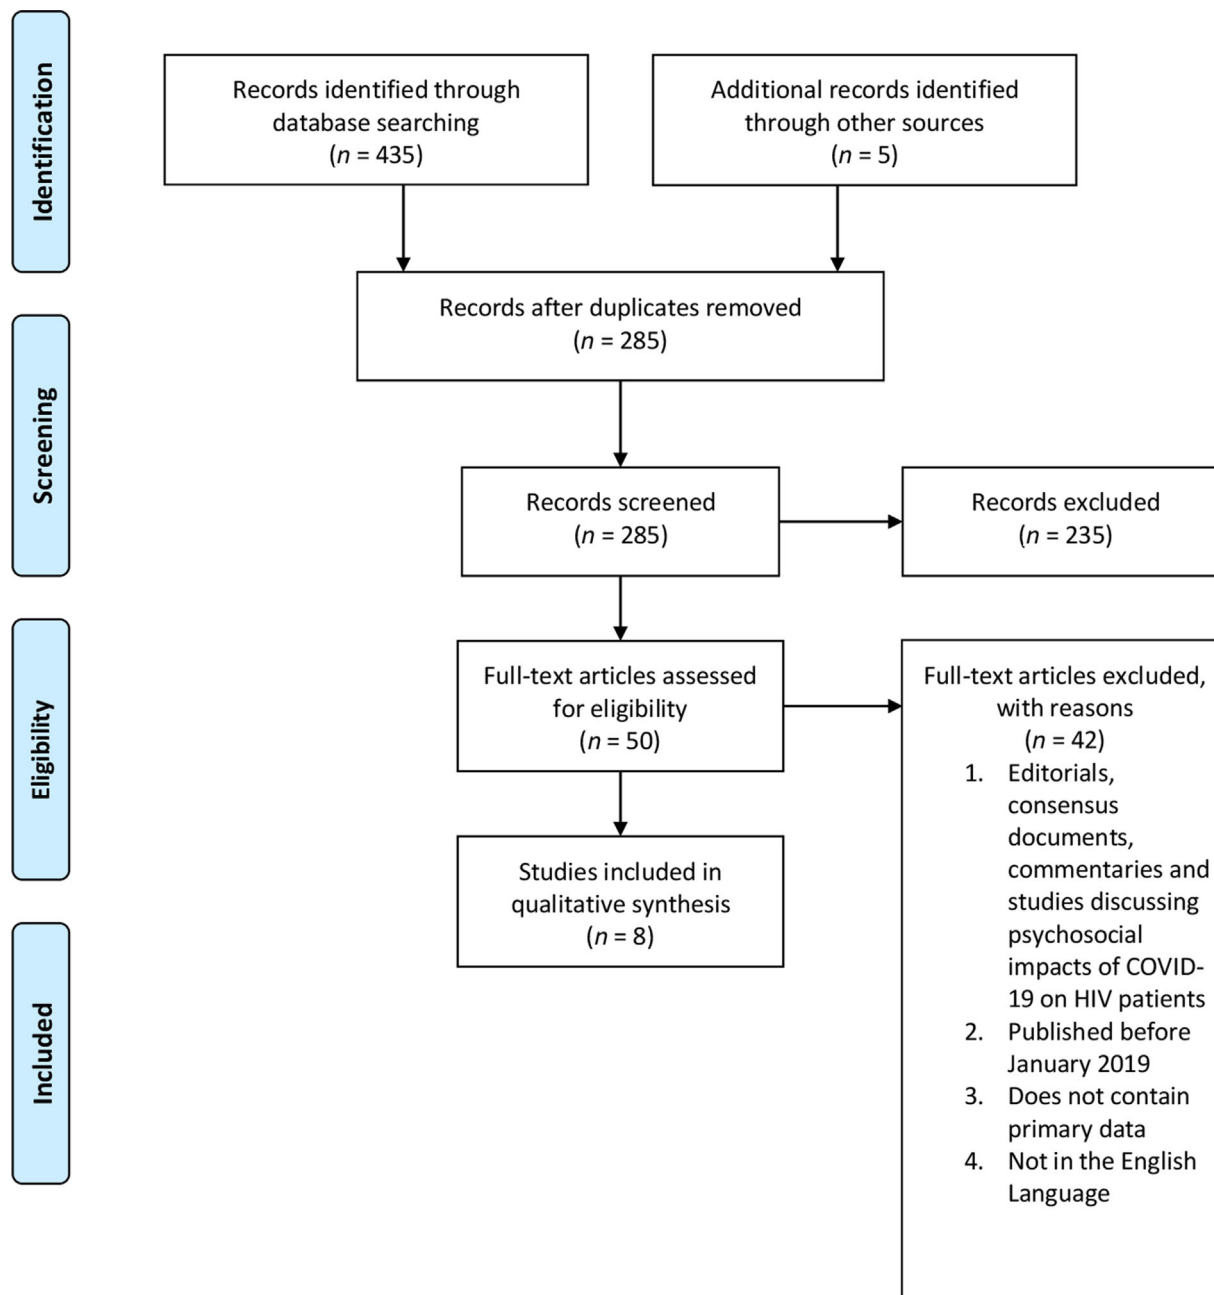 Identification
Records identified through
database searching
(n = 435)
Additional records identified
through other sources
(n = 5)
Records after duplicates removed
(n = 285)
Screening
Records screened
(n = 285)
Records excluded
(n = 235)
Eligibility
Full-text articles assessed
for eligibility
(n = 50)
Full-text articles excluded,
with reasons
(n = 42)
1. Editorials,
consensus
documents,
commentaries and
studies discussing
psychosocial
impacts of COVID-
19 on HIV patients
2. Published before
January 2019
3. Does not contain
primary data
4. Not in the English
Language
Included
Studies included in
qualitative synthesis
(n = 8)